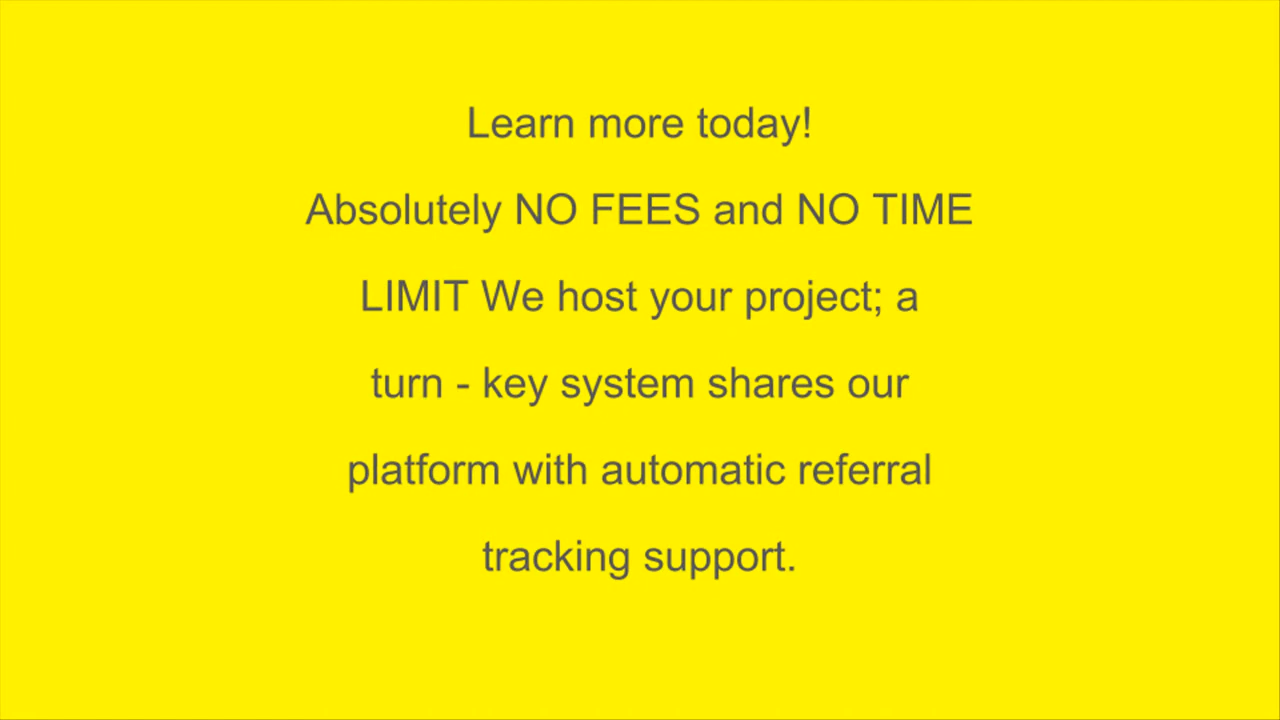 Learn more today!
Absolutely NO FEES and NO TIME
LIMIT We host your project; a
turn - key system shares our
platform with automatic referral
tracking support.